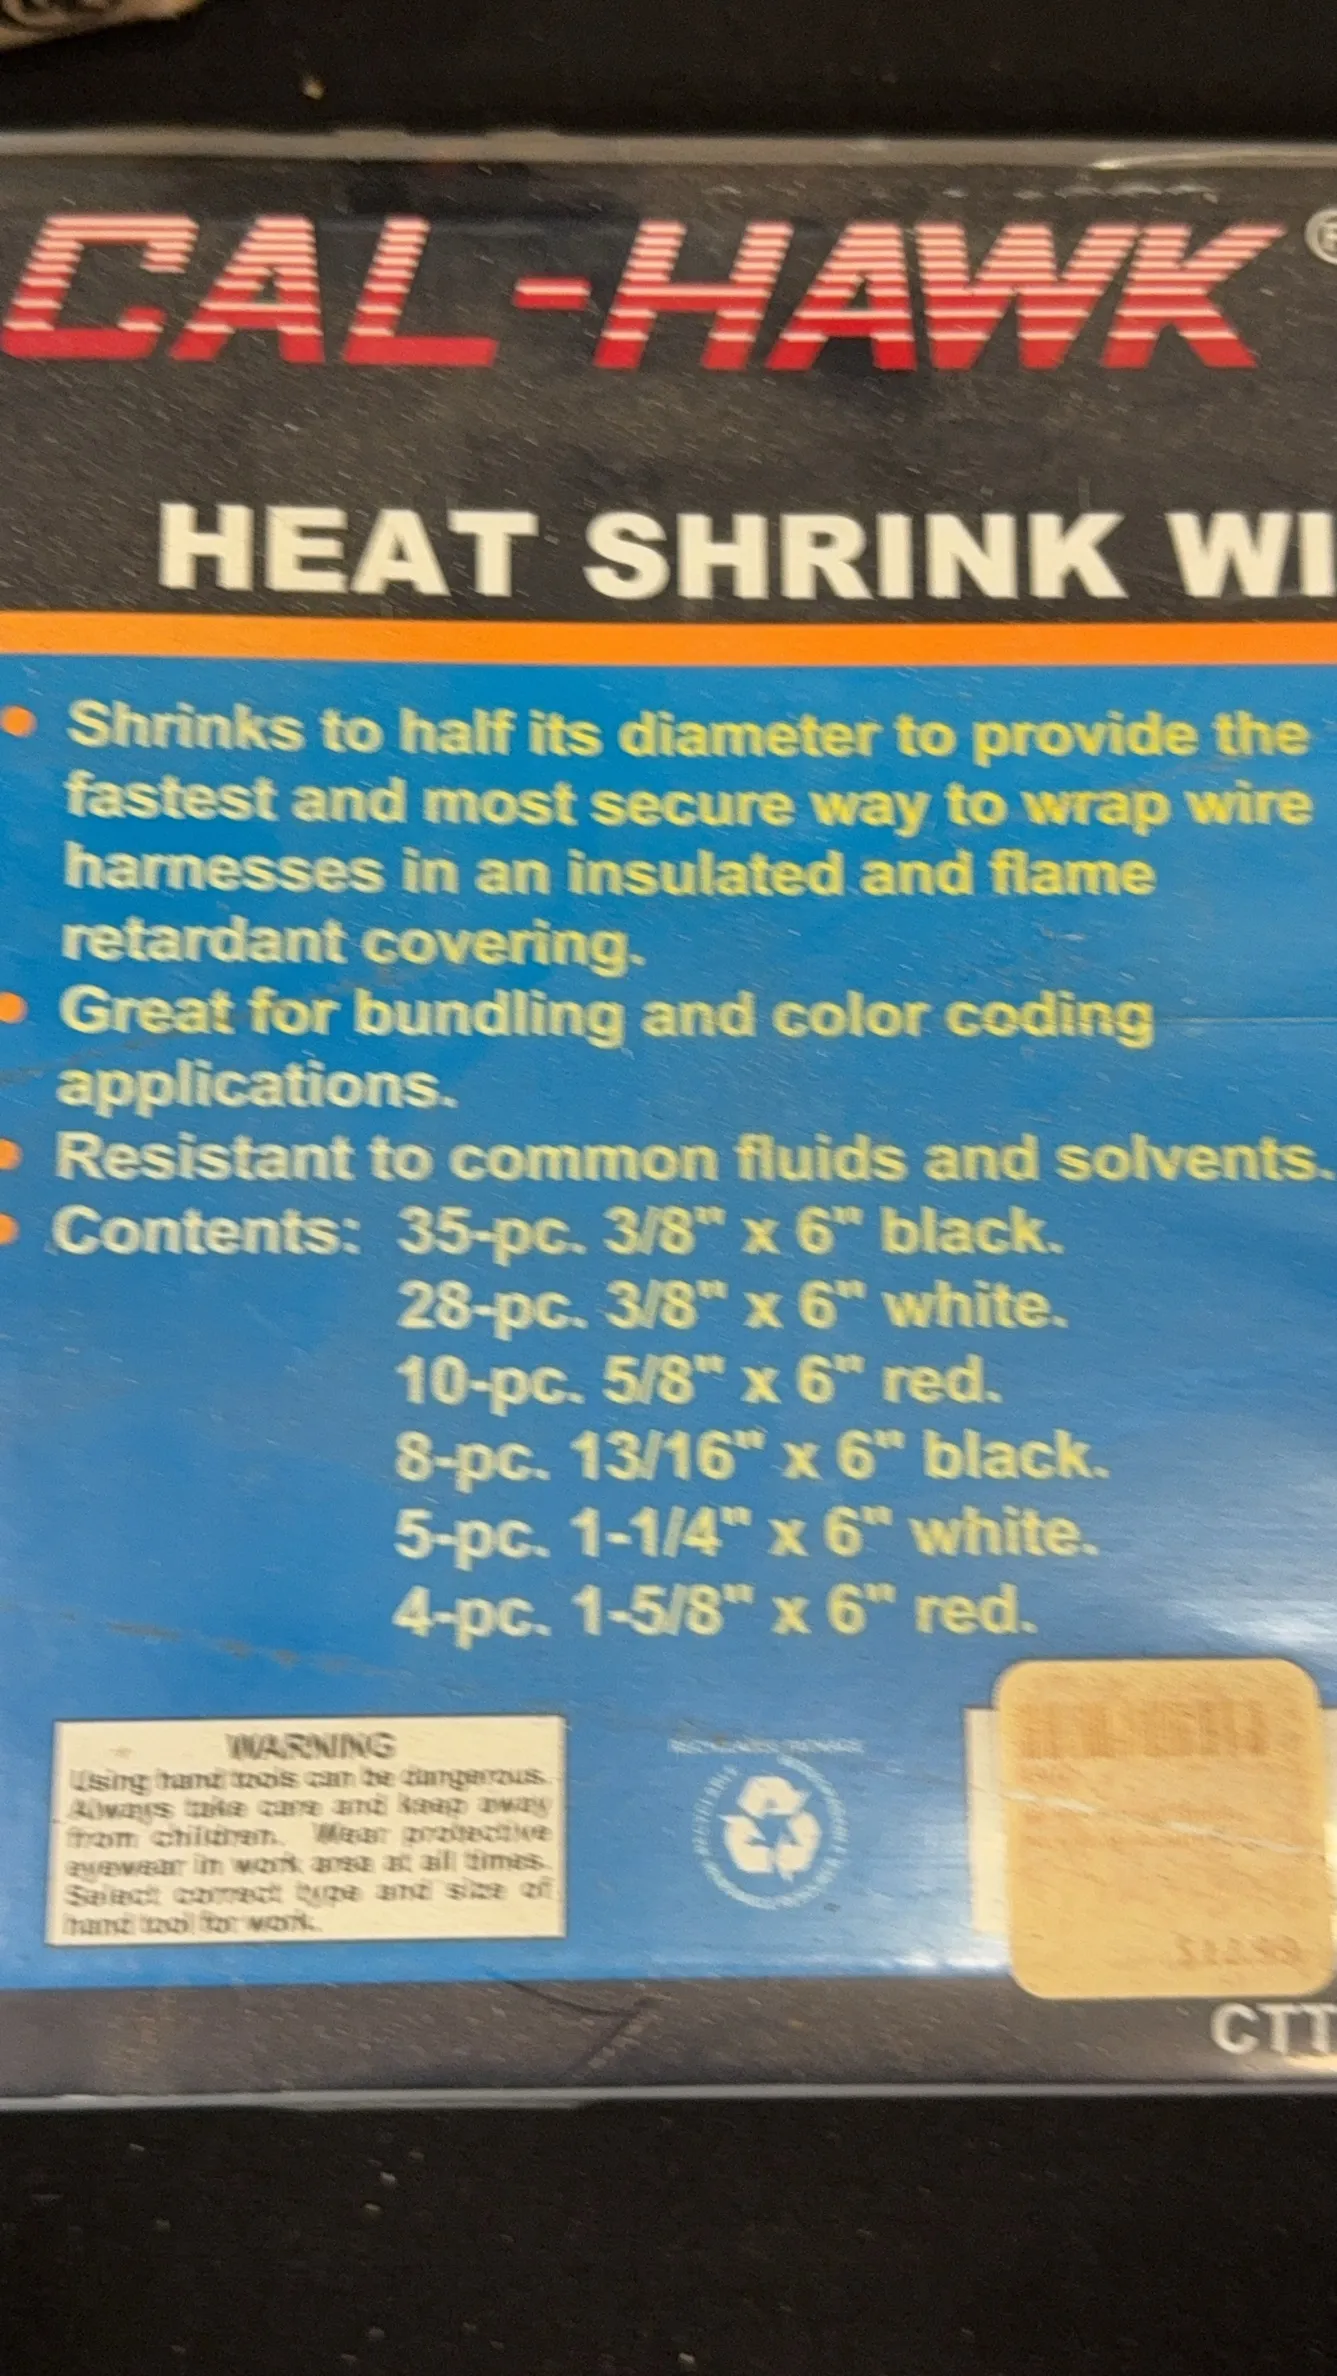 CAL-HAWK®
HEAT SHRINK WI
• Shrinks to half its diameter to provide the
fastest and most secure way to wrap wire
harnesses in an insulated and flame
retardant covering.
• Great for bundling and color coding
applications.
• Resistant to common fluids and solvents.
• Contents: 35-pc. 3/8" x 6" black.
28-pc. 3/8" x 6" white.
10-pc. 5/8" x 6" red.
8-pc. 13/16" x 6" black.
5-pc. 1-1/4" x 6" white.
4-pc. 1-5/8" x 6" red.
WARNING
Using hand tools can be dangerous.
Always take care and keep away
from children. Wear protective
eyewear in work area at all times.
Select correct type and size of
hand tool for work.
CTT